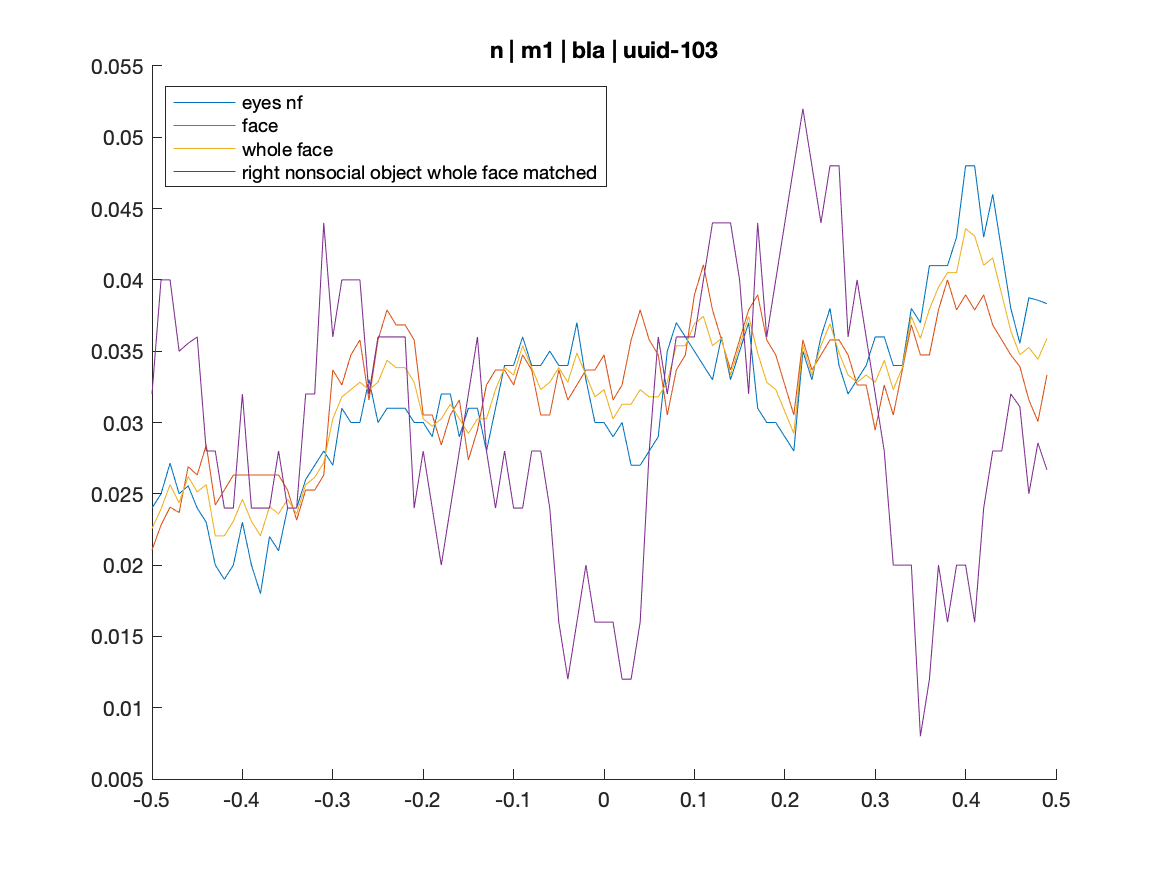 n | m1 | bla | uuid-103
0.055
0.05
0.045
0.04
0.035
0.03
0.025
0.02
0.015
0.01
0.005
eyes nf
face
whole face
right nonsocial object whole face matched
-0.5 -0.4 -0.3 -0.2 -0.1 0 0.1 0.2 0.3 0.4 0.5